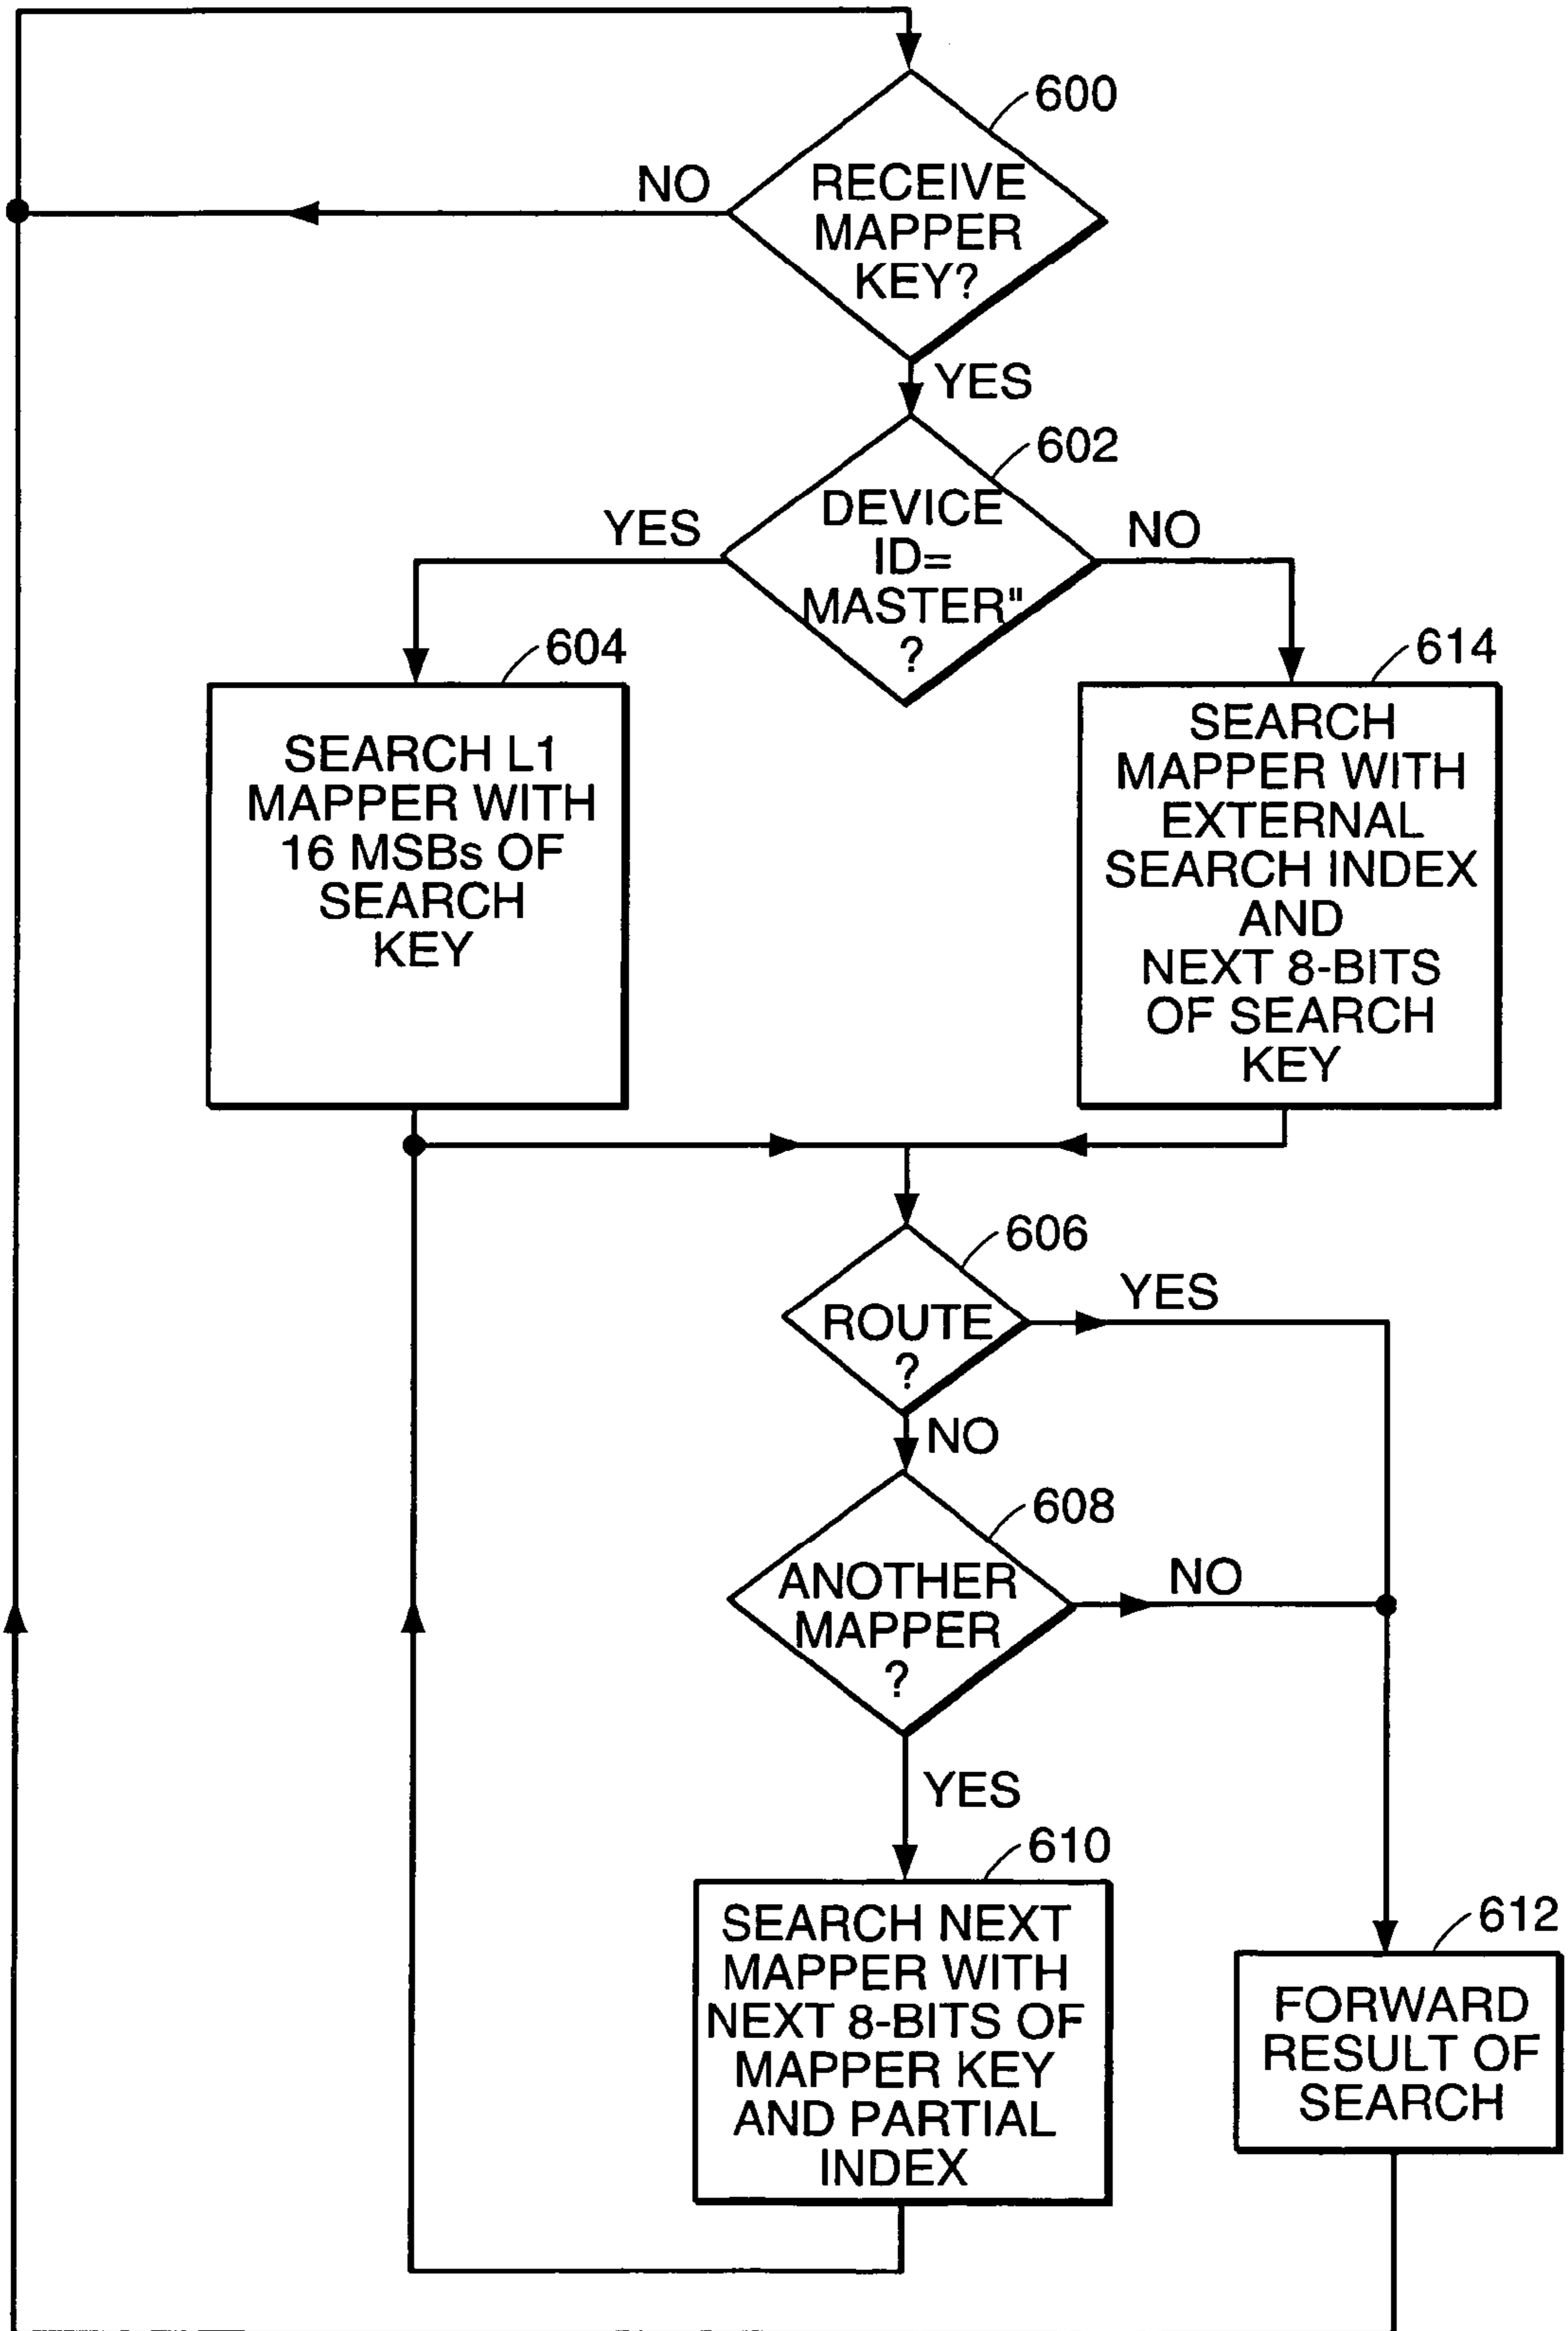 600
NO
RECEIVE
MAPPER
KEY?
YES
602
DEVICE
ID=
MASTER"
?
YES
NO
604
SEARCH L1
MAPPER WITH
16 MSBs OF
SEARCH
KEY
614
SEARCH
MAPPER WITH
EXTERNAL
SEARCH INDEX
AND
NEXT 8-BITS
OF SEARCH
KEY
606
ROUTE
?
YES
NO
608
ANOTHER
MAPPER
?
NO
YES
610
SEARCH NEXT
MAPPER WITH
NEXT 8-BITS OF
MAPPER KEY
AND PARTIAL
INDEX
612
FORWARD
RESULT OF
SEARCH